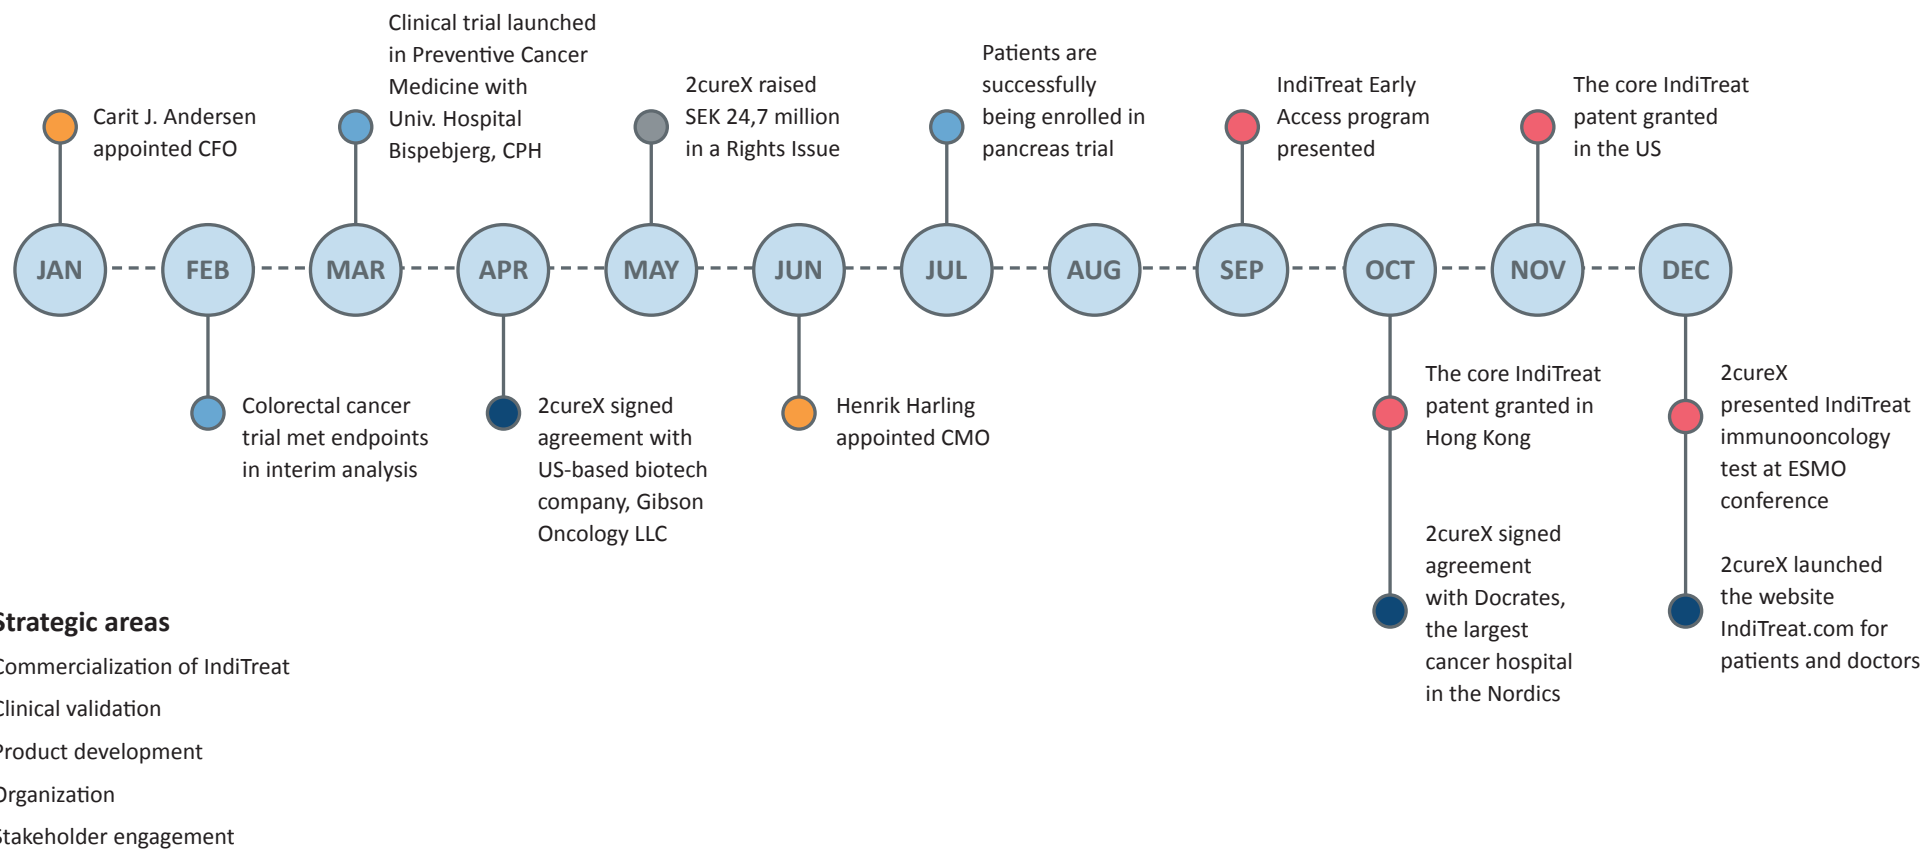 Clinical trial launched
in Preventive Cancer
Medicine with
Univ. Hospital
Bispebjerg, CPH
Carit J. Andersen
appointed CFO
2cureX raised
SEK 24,7 million
in a Rights Issue
Patients are
successfully
being enrolled in
pancreas trial
IndiTreat Early
Access program
presented
The core IndiTreat
patent granted
in the US
JAN
FEB
MAR
APR
MAY
JUN
JUL
AUG
SEP
OCT
NOV
DEC
Colorectal cancer
trial met endpoints
in interim analysis
2cureX signed
agreement with
US-based biotech
company, Gibson
Oncology LLC
Henrik Harling
appointed CMO
The core IndiTreat
patent granted in
Hong Kong
2cureX signed
agreement
with Docrates,
the largest
cancer hospital
in the Nordics
2cureX
presented IndiTreat
immunooncology
test at ESMO
conference
2cureX launched
the website
IndiTreat.com for
patients and doctors
Strategic areas
Commercialization of IndiTreat
Clinical validation
Product development
Organization
Stakeholder engagement